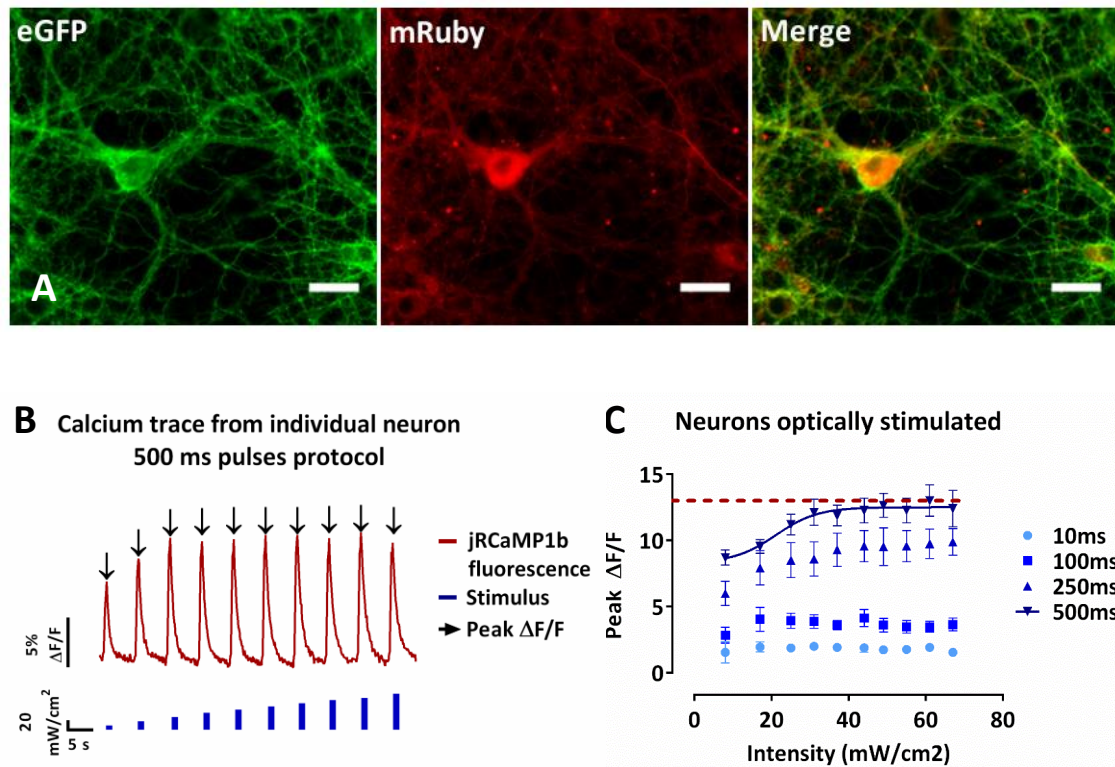 eGFP
mRuby
Merge
A
B
Calcium trace from individual neuron
500 ms pulses protocol
jRCaMP1b
fluorescence
Stimulus
Peak ΔF/F
5%
ΔF/F
20
mW/cm²
5 s
C
Neurons optically stimulated
Peak ΔF/F
15
10
5
0
0
20
40
60
80
Intensity (mW/cm2)
10ms
100ms
250ms
500ms